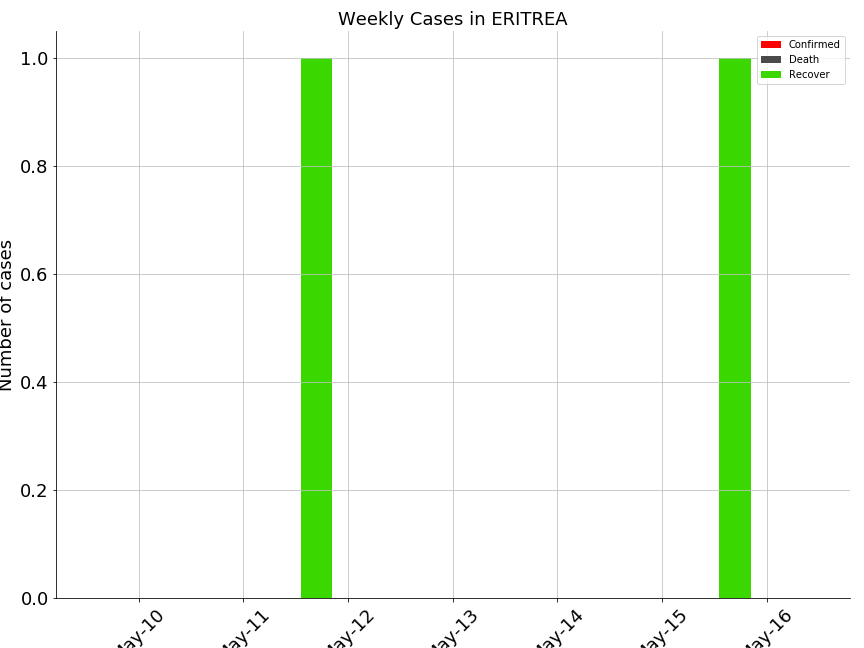 Weekly Cases in ERITREA
Confirmed
Death
Recover
1.0
0.8
0.6
0.4
0.2
0.0
Number of cases
May-10
May-11
May-12
May-13
May-14
May-15
May-16